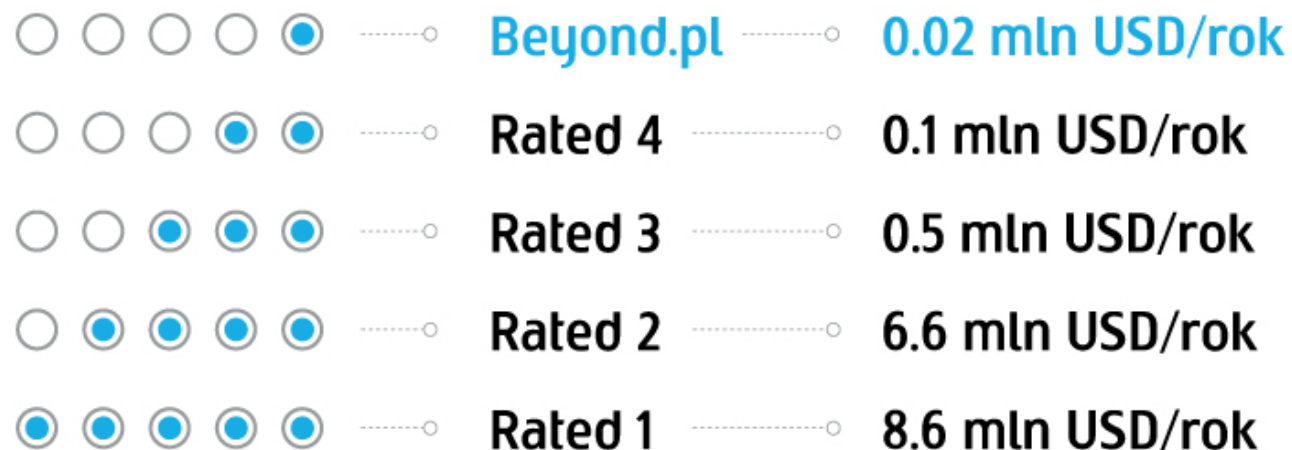 Beyond.pl 0.02 mln USD/rok
Rated 4 0.1 mln USD/rok
Rated 3 0.5 mln USD/rok
Rated 2 6.6 mln USD/rok
Rated 1 8.6 mln USD/rok